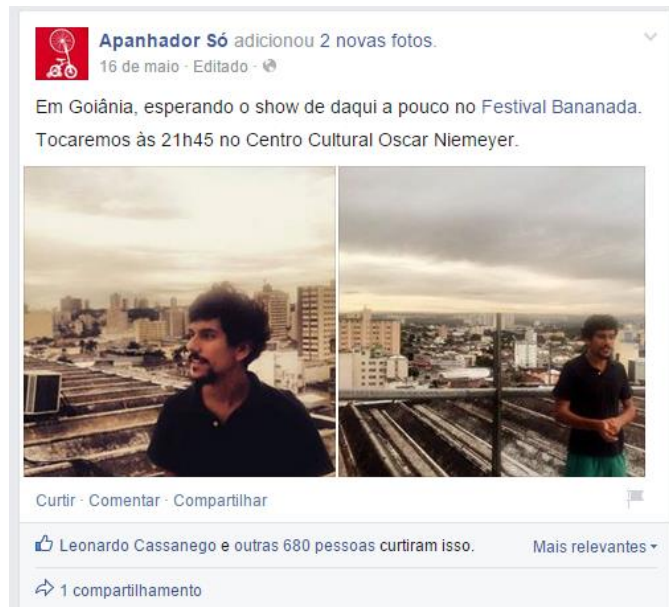 Apanhador Só adicionou 2 novas fotos.
16 de maio · Editado ·
Em Goiânia, esperando o show de daqui a pouco no Festival Bananada.
Tocaremos às 21h45 no Centro Cultural Oscar Niemeyer.
Curtir · Comentar · Compartilhar
Leonardo Cassanego e outras 680 pessoas curtiram isso. Mais relevantes
1 compartilhamento